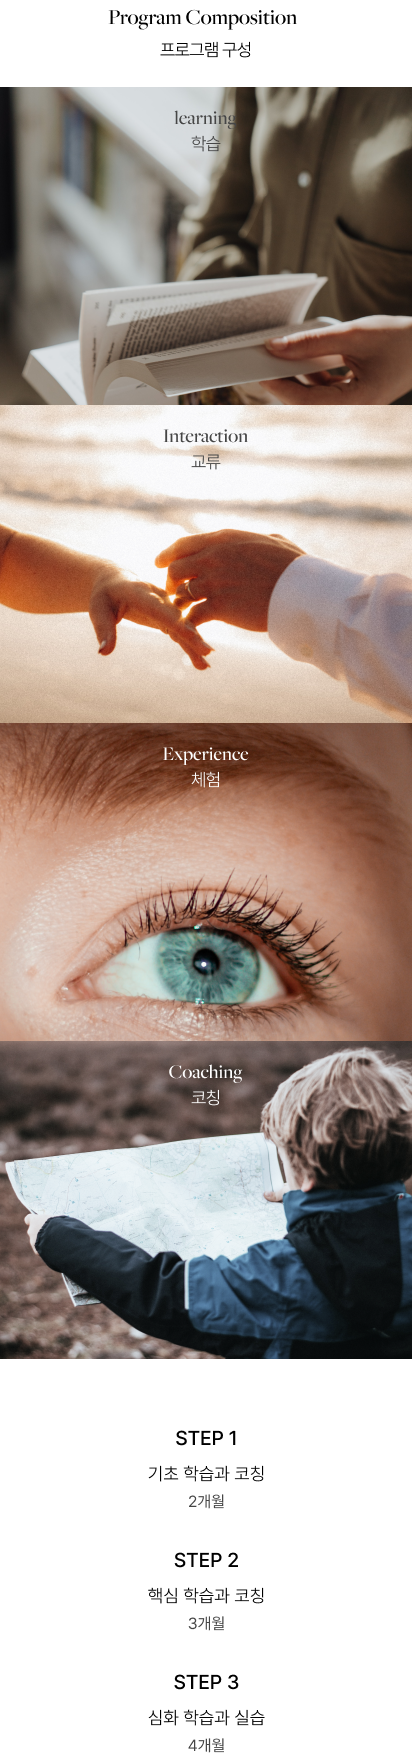 Program Composition
프로그램 구성
learning
학습
Interaction
교류
Experience
체험
Coaching
코칭
STEP 1
기초 학습과 코칭
2개월
STEP 2
핵심 학습과 코칭
3개월
STEP 3
심화 학습과 실습
4개월